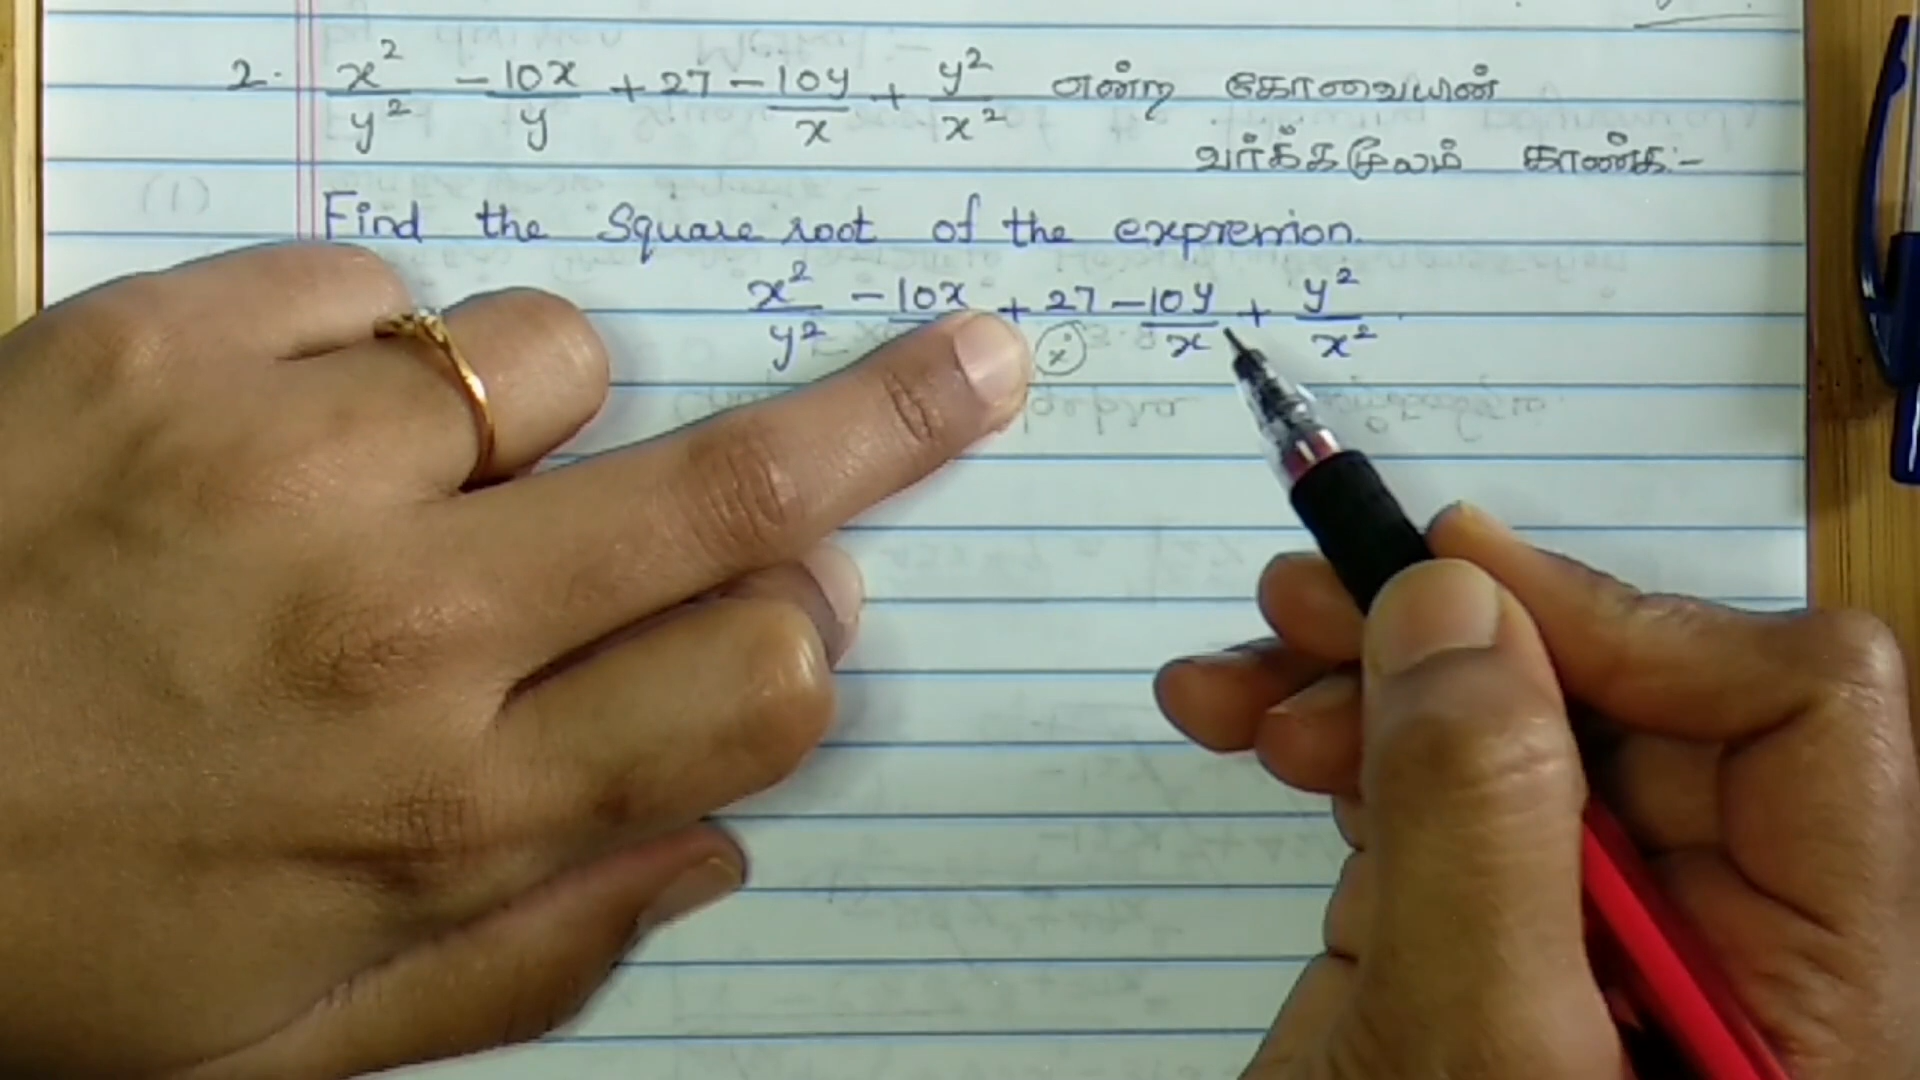 2. x²/y² - 10x/y + 27 - 10y/x + y²/x² என்ற கோவையின்
வர்க்கமூலம் காண்க:-
Find the square root of the expression.
x²/y² - 10x + 27 - 10y/x + y²/x²